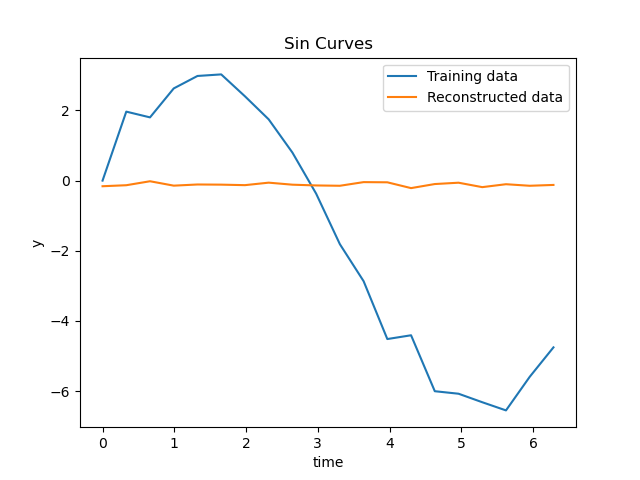 Sin Curves
Training data
Reconstructed data
2
0
−2
−4
−6
y
0 1 2 3 4 5 6
time